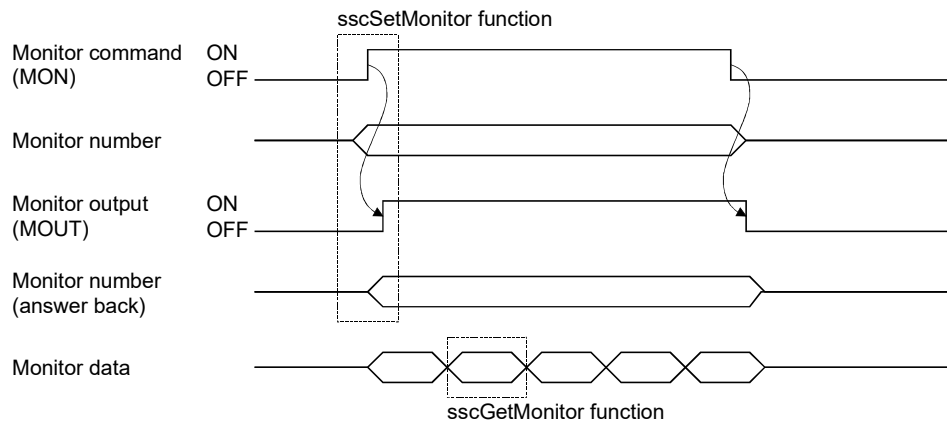 sscSetMonitor function
Monitor command ON
(MON) OFF
Monitor number
Monitor output ON
(MOUT) OFF
Monitor number
(answer back)
Monitor data
sscGetMonitor function